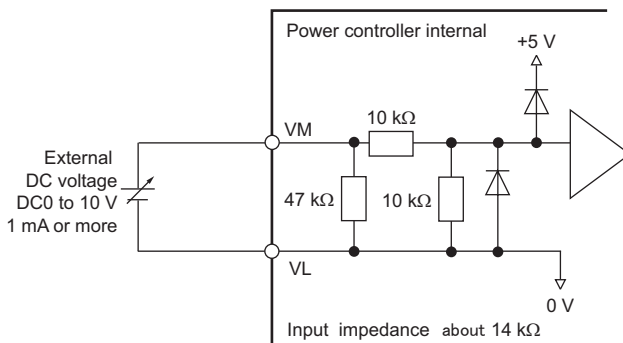 Power controller internal
+5 V
VM
10 kΩ
External
DC voltage
DC0 to 10 V
1 mA or more
47 kΩ
10 kΩ
VL
0 V
Input impedance about 14 kΩ